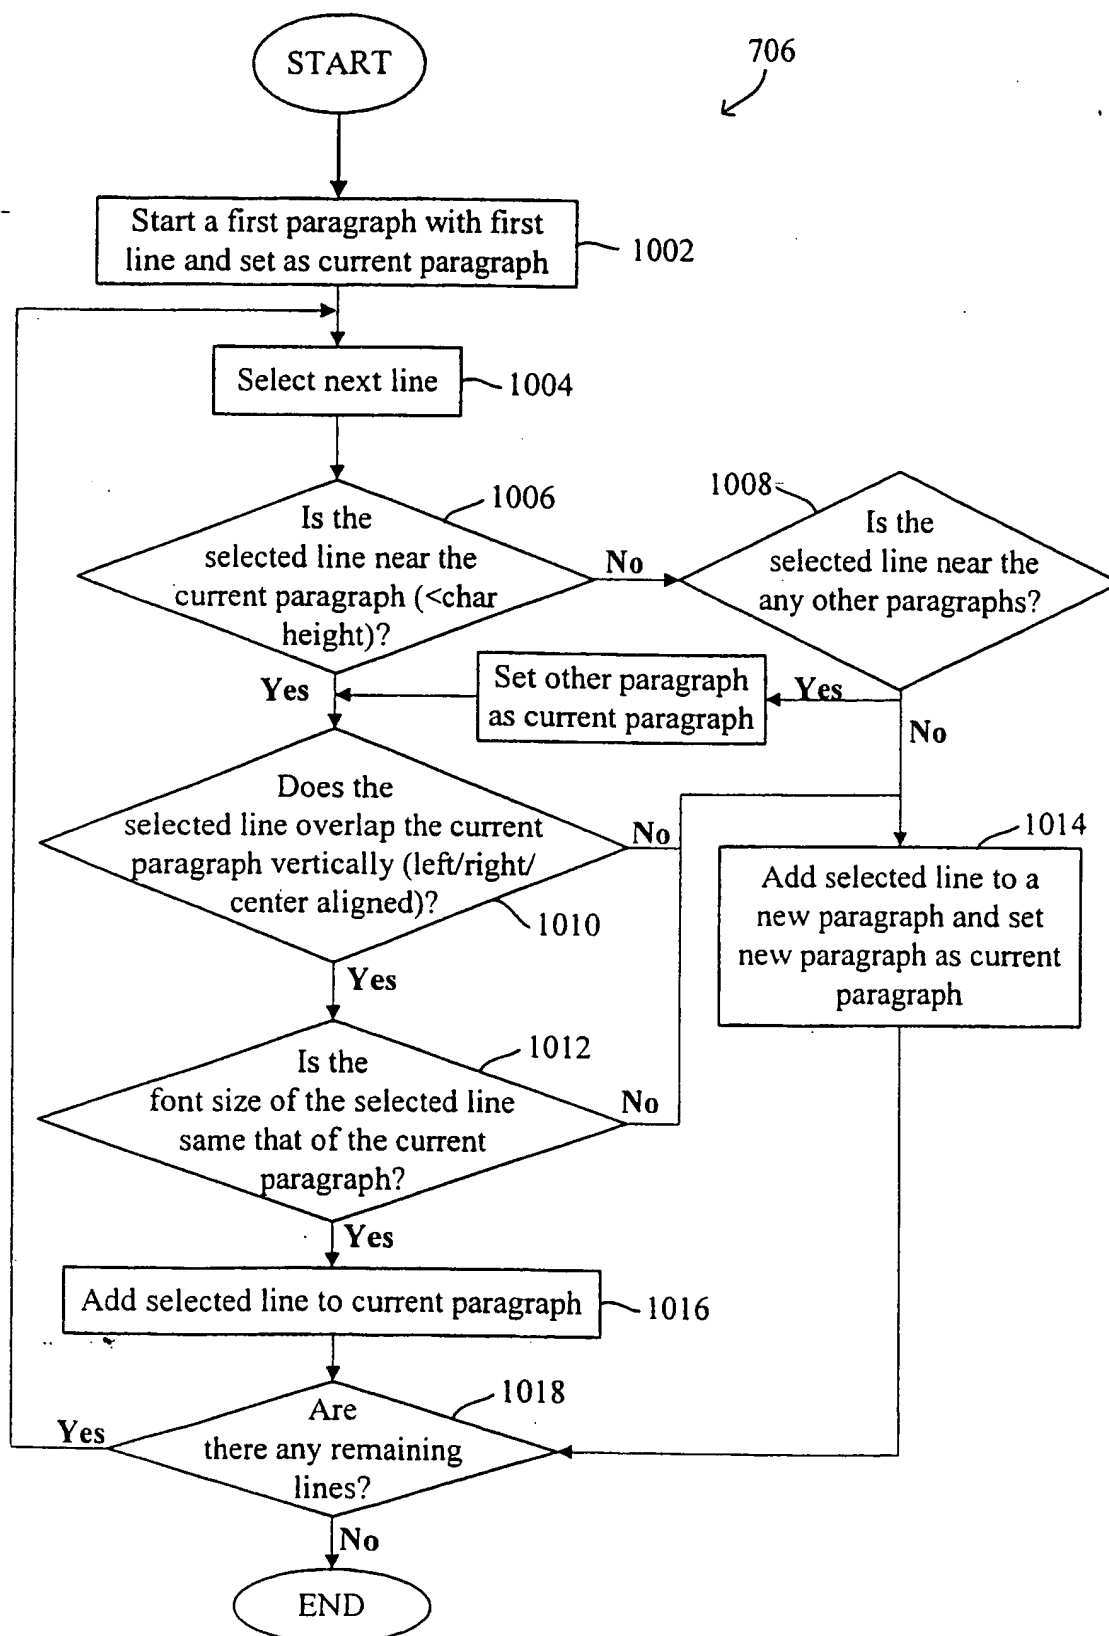 START
706
Start a first paragraph with first
line and set as current paragraph
1002
Select next line
1004
1006
Is the
selected line near the
current paragraph (<char
height)?
No
1008
Is the
selected line near the
any other paragraphs?
Yes
Set other paragraph
as current paragraph
Yes
No
Does the
selected line overlap the current
paragraph vertically (left/right/
center aligned)?
No
1010
1014
Add selected line to a
new paragraph and set
new paragraph as current
paragraph
Yes
1012
Is the
font size of the selected line
same that of the current
paragraph?
No
Yes
Add selected line to current paragraph
1016
1018
Are
there any remaining
lines?
Yes
No
END